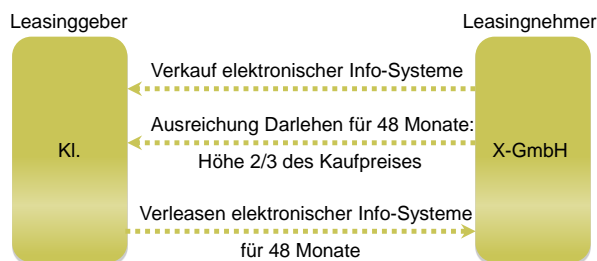 Leasinggeber
Leasingnehmer
Verkauf elektronischer Info-Systeme
Ausreichung Darlehen für 48 Monate:
Kl.
X-GmbH
Höhe 2/3 des Kaufpreises
Verleasen elektronischer Info-Systeme
für 48 Monate